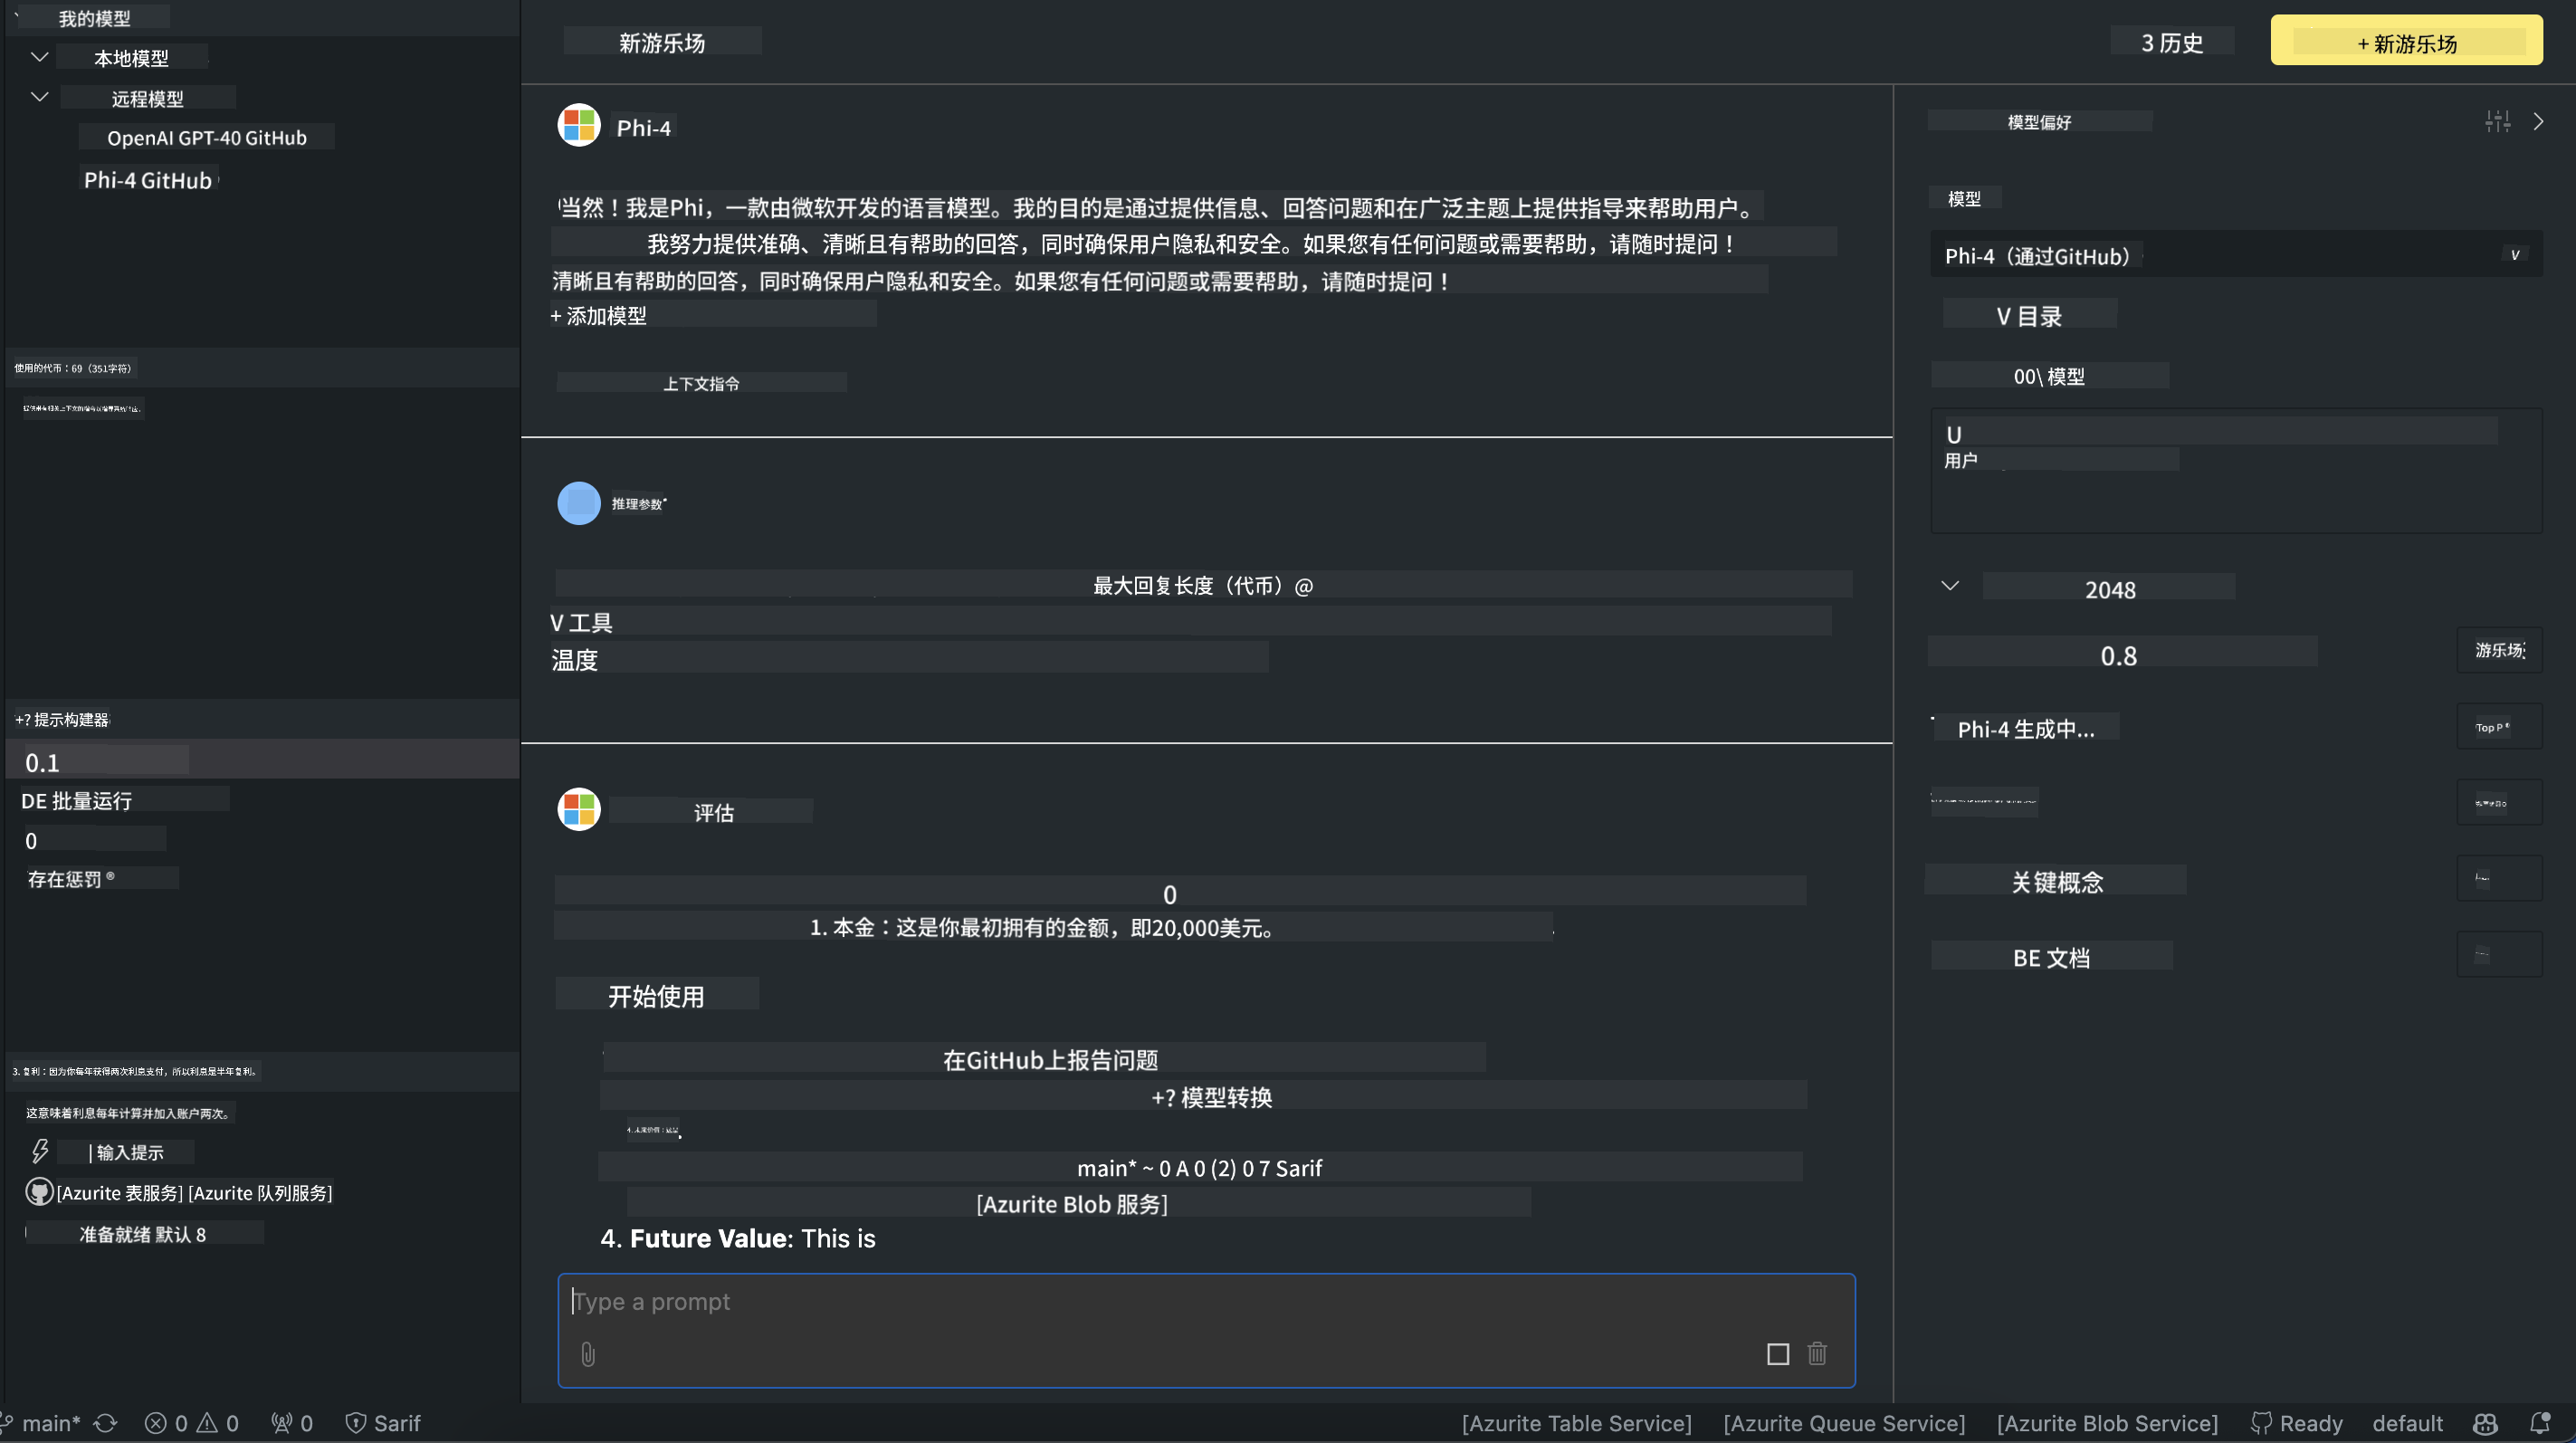 我的模型
本地模型
远程模型
OpenAI GPT-40 GitHub
Phi-4 GitHub
使用的代币：69（351字符）
+? 提示构建器
0.1
DE 批量运行
0
存在惩罚 ®
3. 复利：因为你每年获得两次利息支付，所以利息是半年复利。
这意味着利息每年计算并加入账户两次。
| 输入提示
[Azurite 表服务] [Azurite 队列服务]
准备就绪 默认 8
新游乐场
3 历史
+ 新游乐场
Phi-4
当然！我是Phi，一款由微软开发的语言模型。我的目的是通过提供信息、回答问题和在广泛主题上提供指导来帮助用户。
我努力提供准确、清晰且有帮助的回答，同时确保用户隐私和安全。如果您有任何问题或需要帮助，请随时提问！
清晰且有帮助的回答，同时确保用户隐私和安全。如果您有任何问题或需要帮助，请随时提问！
+ 添加模型
上下文指令
推理参数
最大回复长度（代币）@
V 工具
温度
评估
0
1. 本金：这是你最初拥有的金额，即20,000美元。
开始使用
在GitHub上报告问题
+? 模型转换
4. 未来价值：这是
main* ~ 0 A 0 (2) 0 7 Sarif
[Azurite Blob 服务]
4. Future Value: This is
Type a prompt
模型偏好
模型
Phi-4（通过GitHub）
V
V 目录
00\ 模型
U
用户
2048
0.8
游乐场
Phi-4 生成中...
Top P
关键概念
BE 文档
main* 0 0 0 Sarif [Azurite Table Service] [Azurite Queue Service] [Azurite Blob Service] Ready default